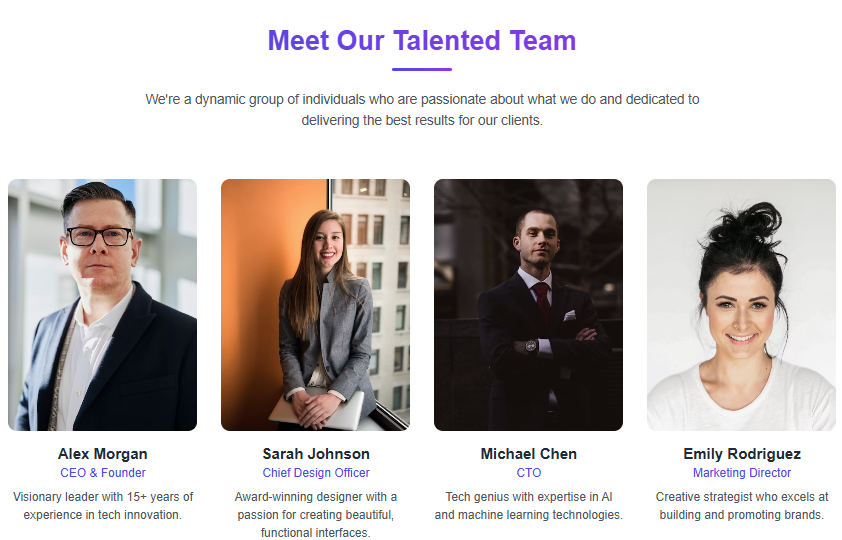 Meet Our Talented Team
We're a dynamic group of individuals who are passionate about what we do and dedicated to
delivering the best results for our clients.
Alex Morgan
CEO & Founder
Visionary leader with 15+ years of
experience in tech innovation.
Sarah Johnson
Chief Design Officer
Award-winning designer with a
passion for creating beautiful,
functional interfaces.
Michael Chen
CTO
Tech genius with expertise in AI
and machine learning technologies.
Emily Rodriguez
Marketing Director
Creative strategist who excels at
building and promoting brands.